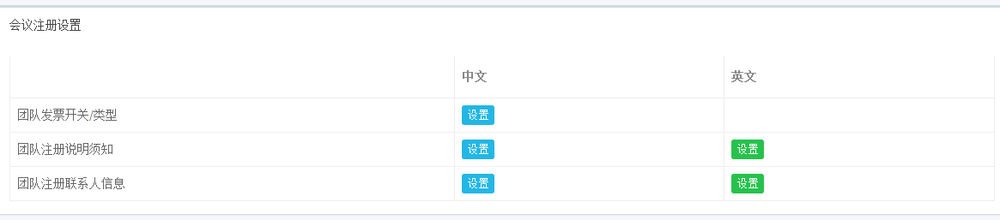 会议注册设置
中文 英文
团队发票开关/类型 设置
团队注册说明须知 设置 设置
团队注册联系人信息 设置 设置